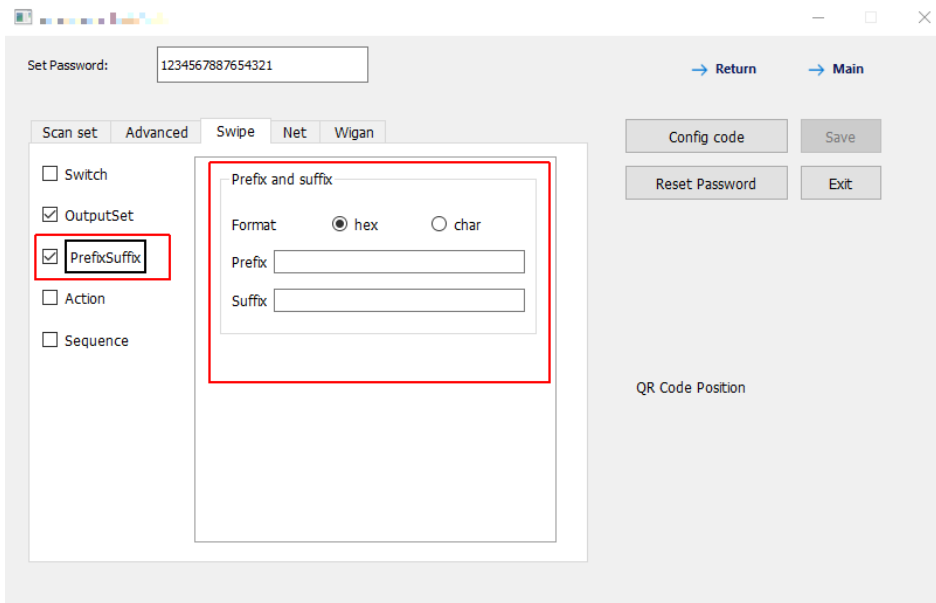 Set Password: 1234567887654321
→ Return → Main
Scan set Advanced Swipe Net Wigan
Config code Save
Reset Password Exit
Switch
OutputSet
PrefixSuffix
Action
Sequence
Prefix and suffix
Format hex char
Prefix
Suffix
QR Code Position